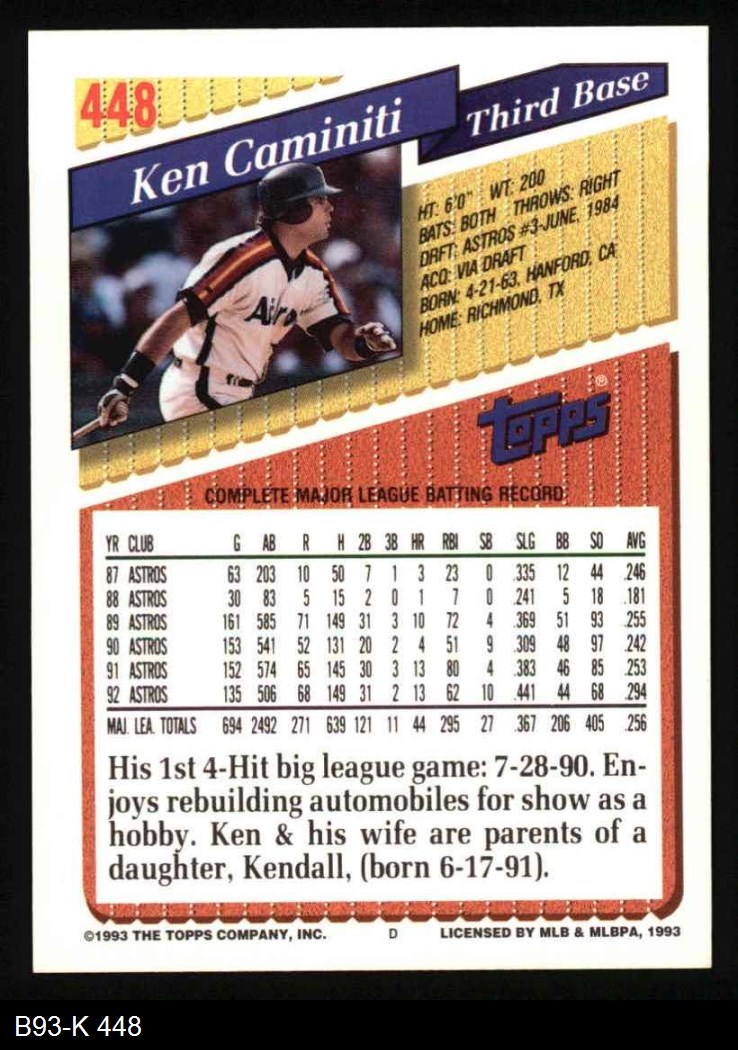 448
Ken Caminiti
Third Base
HT: 6'0" WT: 200
BATS: BOTH THROWS: RIGHT
DRFT: ASTROS #3-JUNE, 1984
ACQ: VIA DRAFT
BORN: 4-21-63, HANFORD, CA
HOME: RICHMOND, TX
Astros
topps®
COMPLETE MAJOR LEAGUE BATTING RECORD
YR CLUB G AB R H 2B 3B HR RBI SB SLG BB SO AVG
87 ASTROS 63 203 10 50 7 1 3 23 0 .335 12 44 .246
88 ASTROS 30 83 5 15 2 0 1 7 0 .241 5 18 .181
89 ASTROS 161 585 71 149 31 3 10 72 4 .369 51 93 .255
90 ASTROS 153 541 52 131 20 2 4 51 9 .309 48 97 .242
91 ASTROS 152 574 65 145 30 3 13 80 4 .383 46 85 .253
92 ASTROS 135 506 68 149 31 2 13 62 10 .441 44 68 .294
MAJ. LEA. TOTALS 694 2492 271 639 121 11 44 295 27 .367 206 405 .256
His 1st 4-Hit big league game: 7-28-90. En-
joys rebuilding automobiles for show as a
hobby. Ken & his wife are parents of a
daughter, Kendall, (born 6-17-91).
©1993 THE TOPPS COMPANY, INC. D LICENSED BY MLB & MLBPA, 1993
B93-K 448